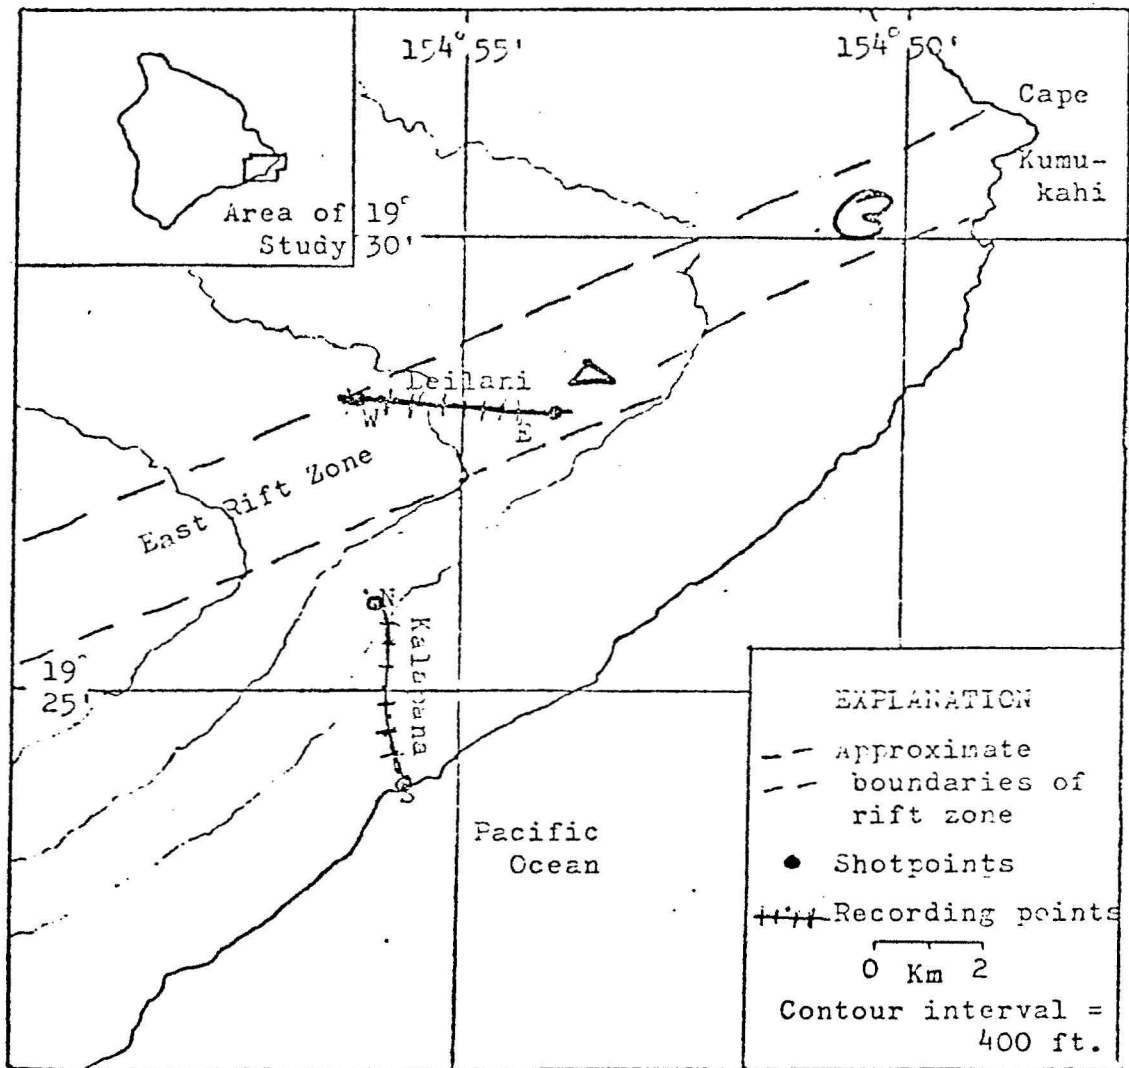 154° 55'
154° 50'
Cape
Kumu-
kahi
Area of
Study
19°
30'
Leilani
W
E
East Rift Zone
N
Kalapana
S
19°
25'
Pacific
Ocean
EXPLANATION
Approximate
boundaries of
rift zone
Shotpoints
Recording points
0 Km 2
Contour interval =
400 ft.